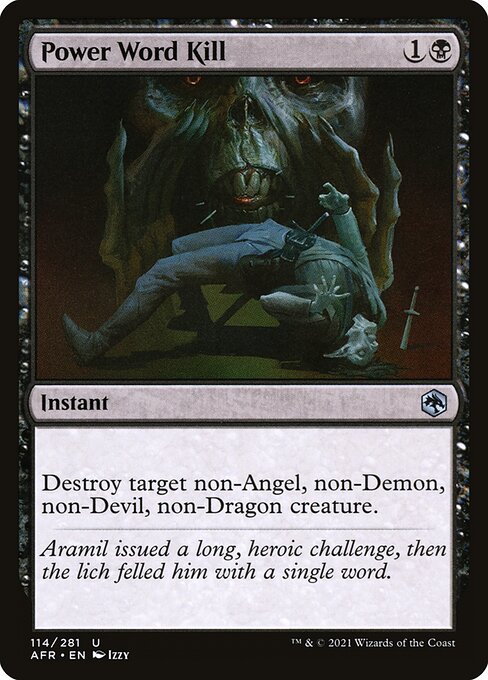 Power Word Kill 1
Instant
Destroy target non-Angel, non-Demon,
non-Devil, non-Dragon creature.
Aramil issued a long, heroic challenge, then
the lich felled him with a single word.
114/281 U
AFR • EN Izzy
™ & © 2021 Wizards of the Coast